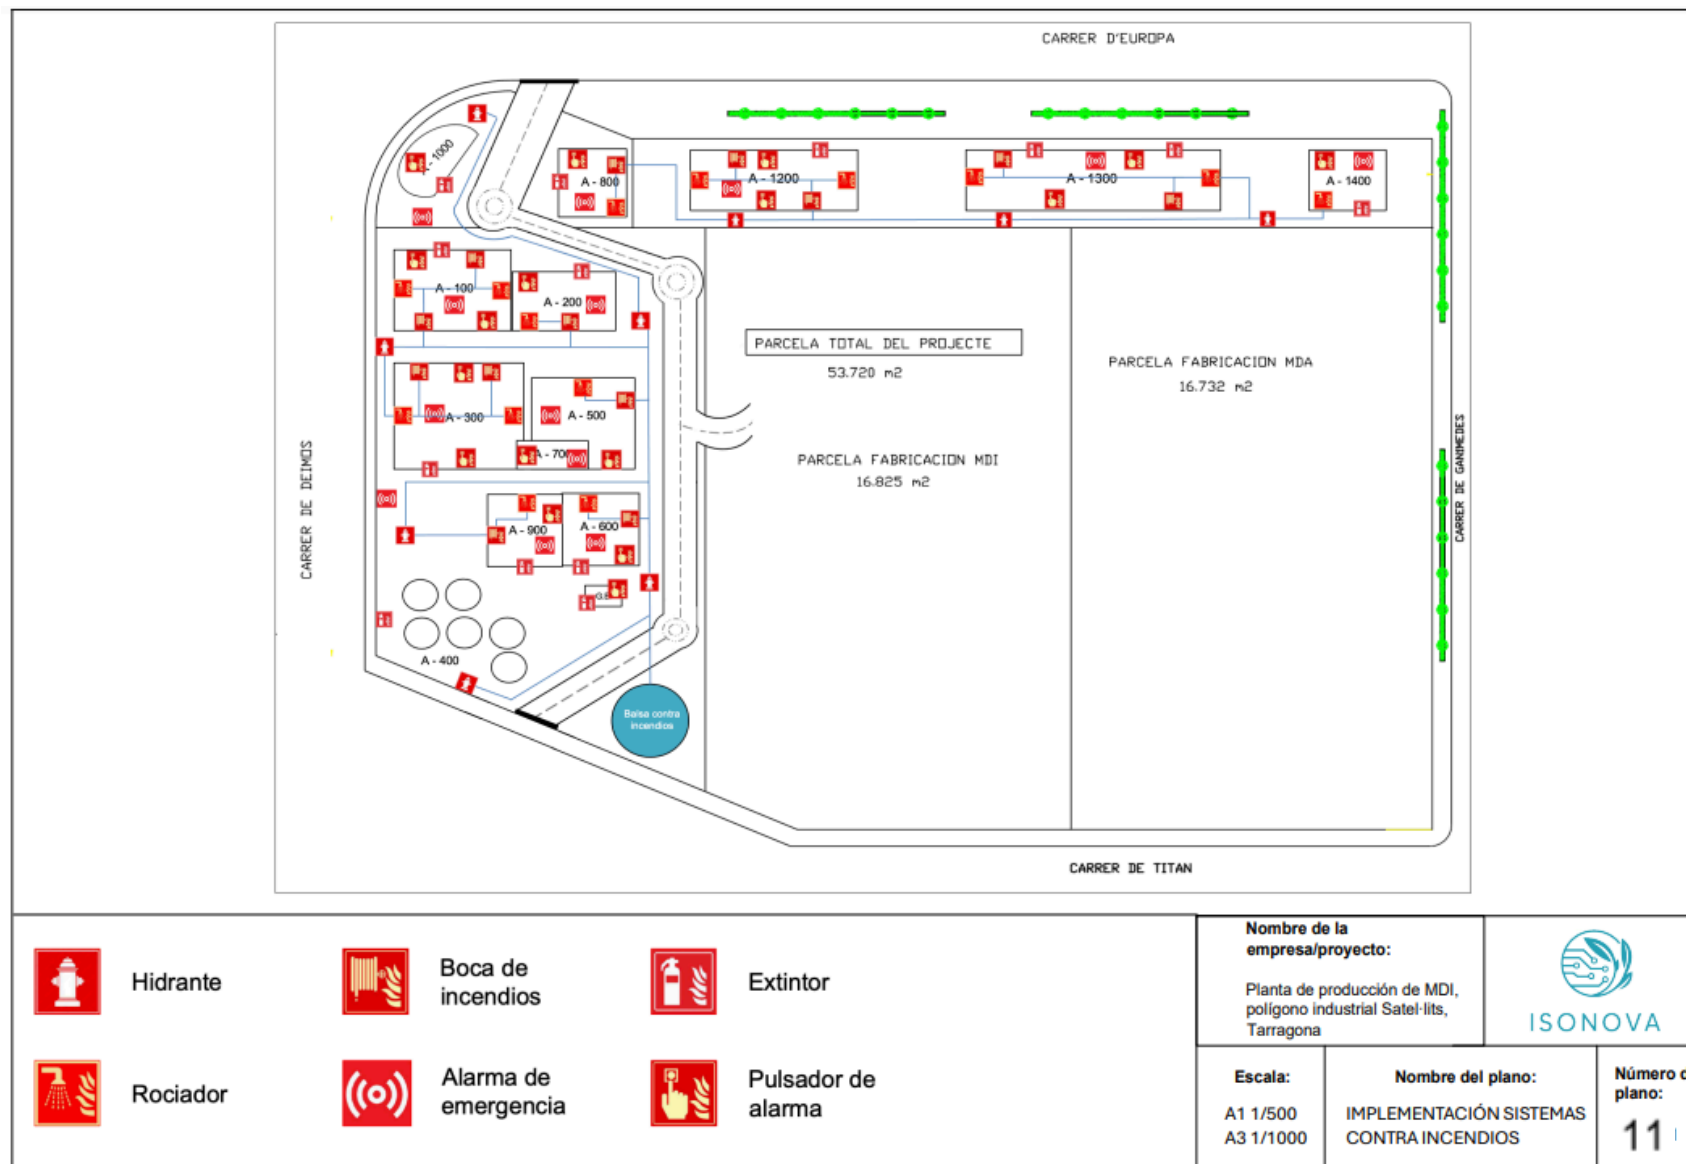 CARRER D'EUROPA
A - 1000
A - 800
A - 1200
A - 1300
A - 1400
A - 100
A - 200
PARCELA TOTAL DEL PROJECTE
53.720 m2
PARCELA FABRICACION MDA
16.732 m2
A - 300
A - 500
A - 700
PARCELA FABRICACION MDI
16.825 m2
CARRER DE DEIMOS
CARRER DE GANIMEDES
A - 900
A - 600
A - 400
Balsa contra
incendios
CARRER DE TITAN
Hidrante
Boca de
incendios
Extintor
Rociador
Alarma de
emergencia
Pulsador de
alarma
Nombre de la
empresa/proyecto:
Planta de producción de MDI,
polígono industrial Satel·lits,
Tarragona
ISONOVA
Escala:
A1 1/500
A3 1/1000
Nombre del plano:
IMPLEMENTACIÓN SISTEMAS
CONTRA INCENDIOS
Número d
plano:
11